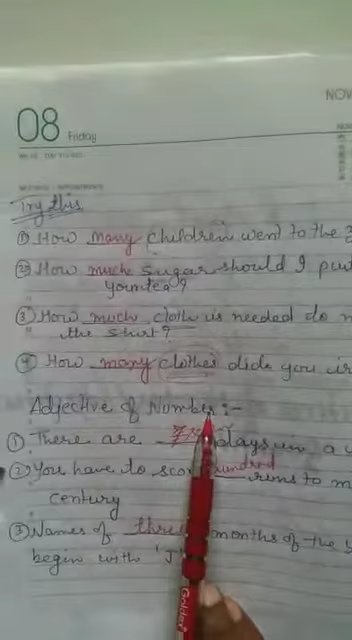 NOV
08 Friday
Try this
① How many children went to the
② How much sugar should I put
your tea?
③ How much cloth is needed to
the shirt?
④ How many clothes did you
Adjective of Number :-
① There are days in a
② You have to score hundred runs to
century
③ Names of three months of the
begin with 'J'